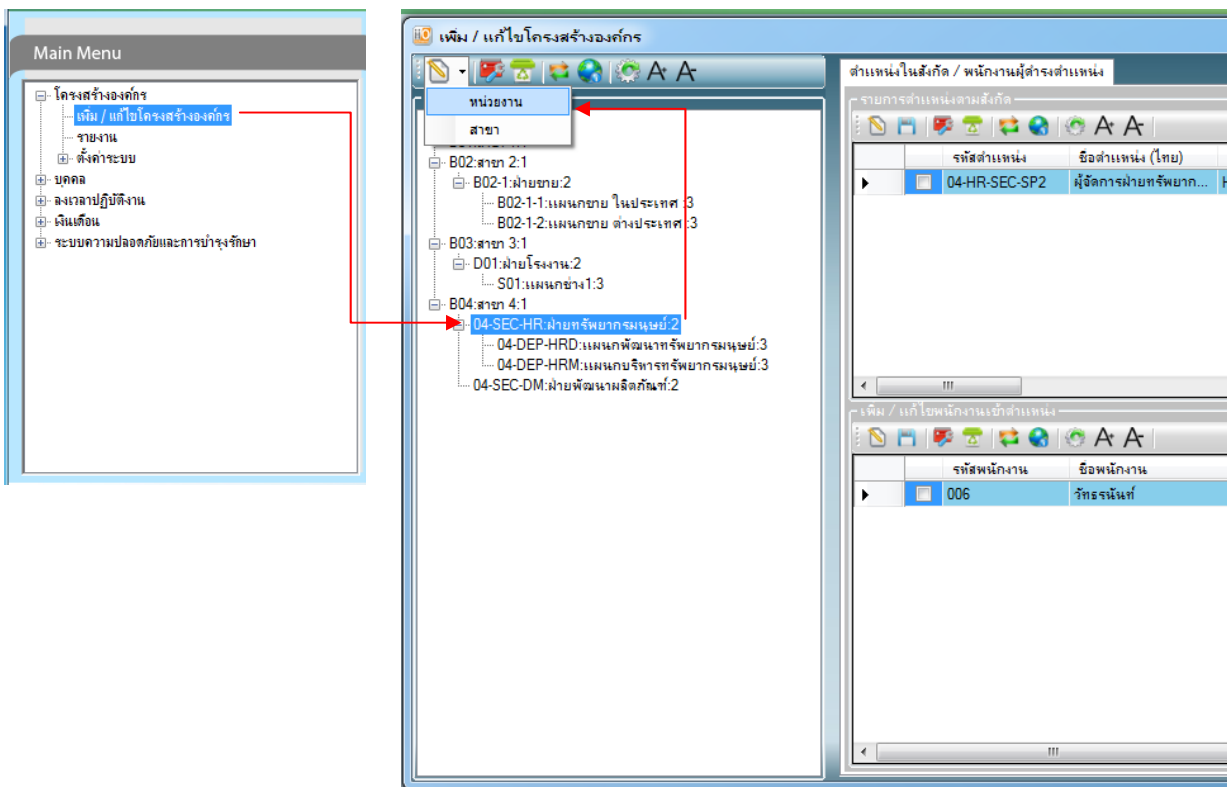 Main Menu
โครงสร้างองค์กร
เพิ่ม / แก้ไขโครงสร้างองค์กร
รายงาน
ตั้งค่าระบบ
บุคคล
ลงเวลาปฏิบัติงาน
เงินเดือน
ระบบความปลอดภัยและการบำรุงรักษา
เพิ่ม / แก้ไขโครงสร้างองค์กร
A+ A-
หน่วยงาน
สาขา
B02:สาขา 2:1
B02-1:ฝ่ายขาย:2
B02-1-1:แผนกขาย ในประเทศ :3
B02-1-2:แผนกขาย ต่างประเทศ :3
B03:สาขา 3:1
D01:ฝ่ายโรงงาน:2
S01:แผนกช่าง1:3
B04:สาขา 4:1
04-SEC-HR:ฝ่ายทรัพยากรมนุษย์:2
04-DEP-HRD:แผนกพัฒนาทรัพยากรมนุษย์:3
04-DEP-HRM:แผนกบริหารทรัพยากรมนุษย์:3
04-SEC-DM:ฝ่ายพัฒนาผลิตภัณฑ์:2
ตำแหน่งในสังกัด / พนักงานผู้ดำรงตำแหน่ง
รายการตำแหน่งตามสังกัด
A+ A-
รหัสตำแหน่ง ชื่อตำแหน่ง (ไทย)
04-HR-SEC-SP2 ผู้จัดการฝ่ายทรัพยาก... H
เพิ่ม / แก้ไขพนักงานเข้าตำแหน่ง
A+ A-
รหัสพนักงาน ชื่อพนักงาน
006 วัทธรนันท์